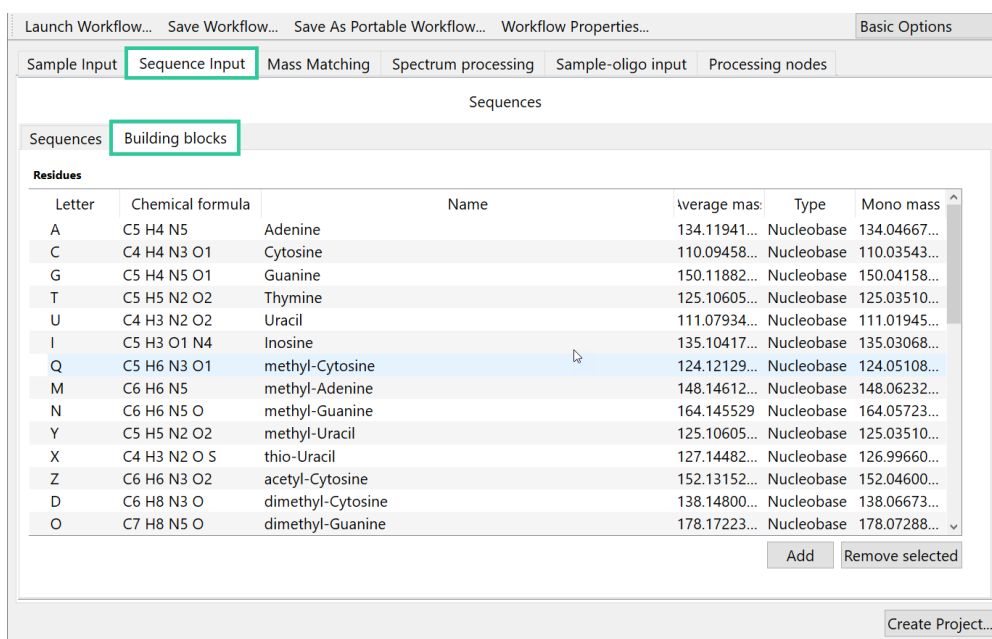 Launch Workflow... Save Workflow... Save As Portable Workflow... Workflow Properties... Basic Options
Sample Input Sequence Input Mass Matching Spectrum processing Sample-oligo input Processing nodes
Sequences
Sequences Building blocks
Residues
Letter Chemical formula Name Average mas: Type Mono mass
A C5 H4 N5 Adenine 134.11941... Nucleobase 134.04667...
C C4 H4 N3 O1 Cytosine 110.09458... Nucleobase 110.03543...
G C5 H4 N5 O1 Guanine 150.11882... Nucleobase 150.04158...
T C5 H5 N2 O2 Thymine 125.10605... Nucleobase 125.03510...
U C4 H3 N2 O2 Uracil 111.07934... Nucleobase 111.01945...
I C5 H3 O1 N4 Inosine 135.10417... Nucleobase 135.03068...
Q C5 H6 N3 O1 methyl-Cytosine 124.12129... Nucleobase 124.05108...
M C6 H6 N5 methyl-Adenine 148.14612... Nucleobase 148.06232...
N C6 H6 N5 O methyl-Guanine 164.145529 Nucleobase 164.05723...
Y C5 H5 N2 O2 methyl-Uracil 125.10605... Nucleobase 125.03510...
X C4 H3 N2 O S thio-Uracil 127.14482... Nucleobase 126.99660...
Z C6 H6 N3 O2 acetyl-Cytosine 152.13152... Nucleobase 152.04600...
D C6 H8 N3 O dimethyl-Cytosine 138.14800... Nucleobase 138.06673...
O C7 H8 N5 O dimethyl-Guanine 178.17223... Nucleobase 178.07288...
Add Remove selected
Create Project...